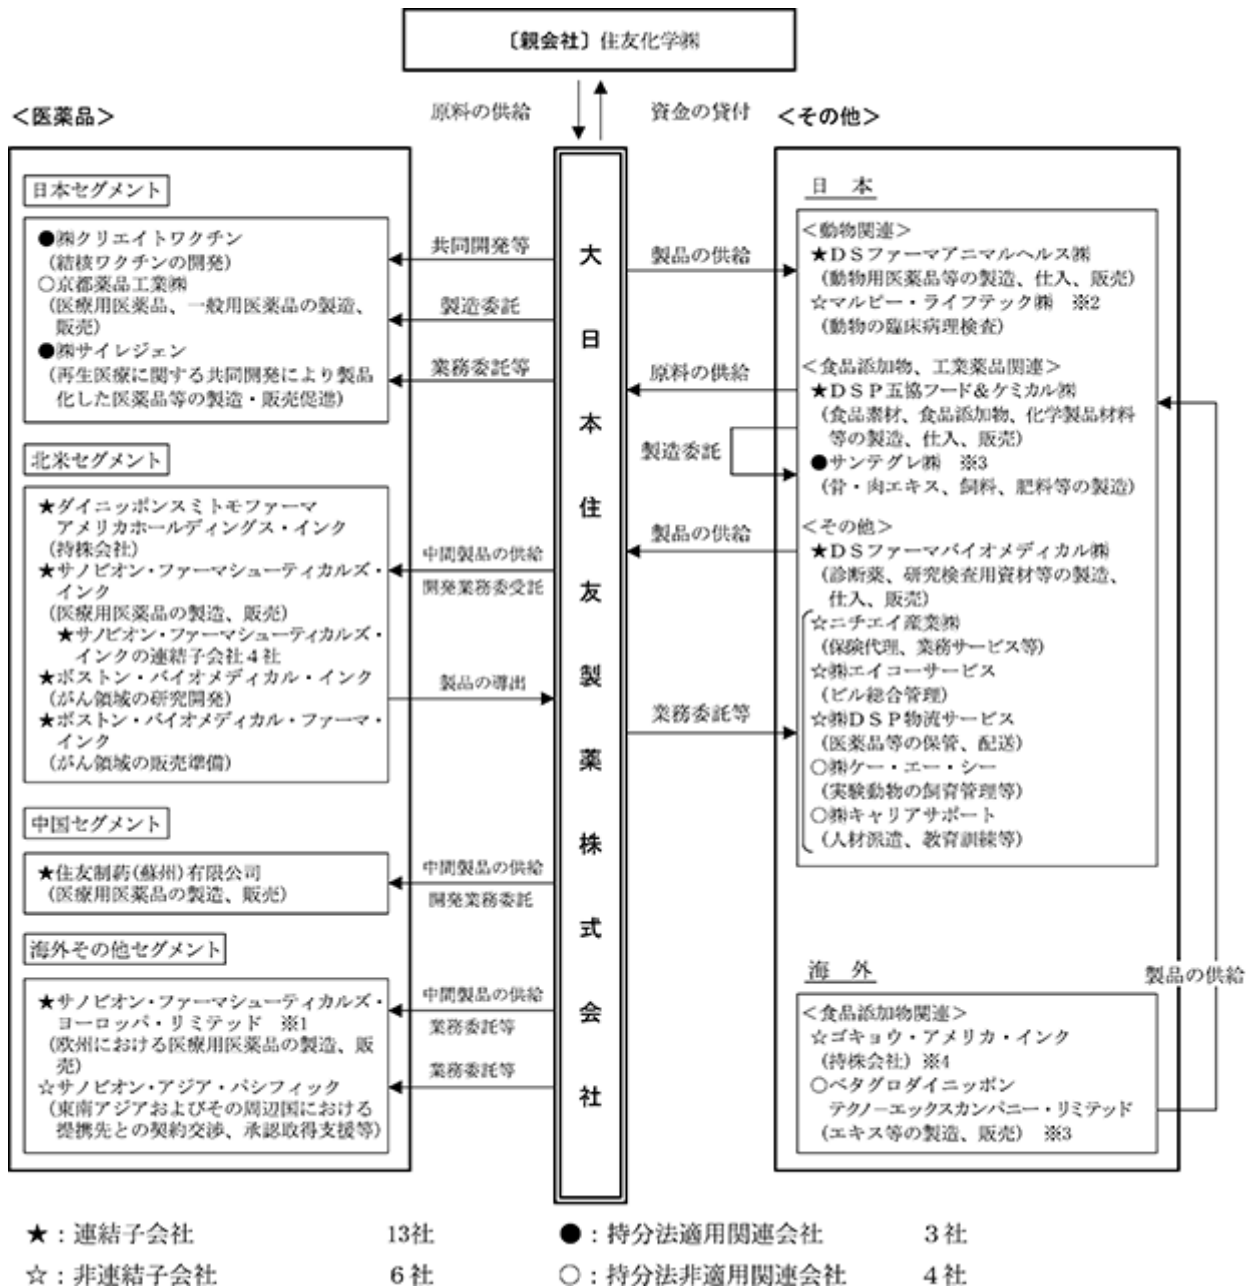 〔親会社〕住友化学㈱
原料の供給
資金の貸付
＜医薬品＞
日本セグメント
●㈱クリエイトワクチン
(結核ワクチンの開発)
○京都薬品工業㈱
(医療用医薬品、一般用医薬品の製造、
販売)
●㈱サイレジェン
(再生医療に関する共同開発により製品
化した医薬品等の製造・販売促進)
北米セグメント
★ダイニッポンスミトモファーマ
アメリカホールディングス・インク
(持株会社)
★サノビオン・ファーマシューティカルズ・
インク
(医療用医薬品の製造、販売)
★サノビオン・ファーマシューティカルズ・
インクの連結子会社４社
★ボストン・バイオメディカル・インク
(がん領域の研究開発)
★ボストン・バイオメディカル・ファーマ・
インク
(がん領域の販売準備)
中国セグメント
★住友制葯(蘇州)有限公司
(医療用医薬品の製造、販売)
海外その他セグメント
★サノビオン・ファーマシューティカルズ・
ヨーロッパ・リミテッド　※1
(欧州における医療用医薬品の製造、販
売)
☆サノビオン・アジア・パシフィック
(東南アジアおよびその周辺国における
提携先との契約交渉、承認取得支援等)
共同開発等
製造委託
業務委託等
中間製品の供給
開発業務委受託
製品の導出
中間製品の供給
開発業務委託
中間製品の供給
業務委託等
業務委託等
大日本住友製薬株式会社
製品の供給
原料の供給
製造委託
製品の供給
業務委託等
＜その他＞
日　本
＜動物関連＞
★ＤＳファーマアニマルヘルス㈱
(動物用医薬品等の製造、仕入、販売)
☆マルピー・ライフテック㈱　※2
(動物の臨床病理検査)
＜食品添加物、工業薬品関連＞
★ＤＳＰ五協フード＆ケミカル㈱
(食品素材、食品添加物、化学製品材料
等の製造、仕入、販売)
●サンテグレ㈱　※3
(骨・肉エキス、飼料、肥料等の製造)
＜その他＞
★ＤＳファーマバイオメディカル㈱
(診断薬、研究検査用資材等の製造、
仕入、販売)
☆ニチエイ産業㈱
(保険代理、業務サービス等)
☆㈱エイコーサービス
(ビル総合管理)
☆㈱ＤＳＰ物流サービス
(医薬品等の保管、配送)
○㈱ケー・エー・シー
(実験動物の飼育管理等)
○㈱キャリアサポート
(人材派遣、教育訓練等)
海　外
＜食品添加物関連＞
☆ゴキョウ・アメリカ・インク
(持株会社) ※4
○ベタグロダイニッポン
テクノ－エックスカンパニー・リミテッド
(エキス等の製造、販売)　※3
製品の供給
★：連結子会社　13社　●：持分法適用関連会社　３社
☆：非連結子会社　６社　○：持分法非適用関連会社　４社